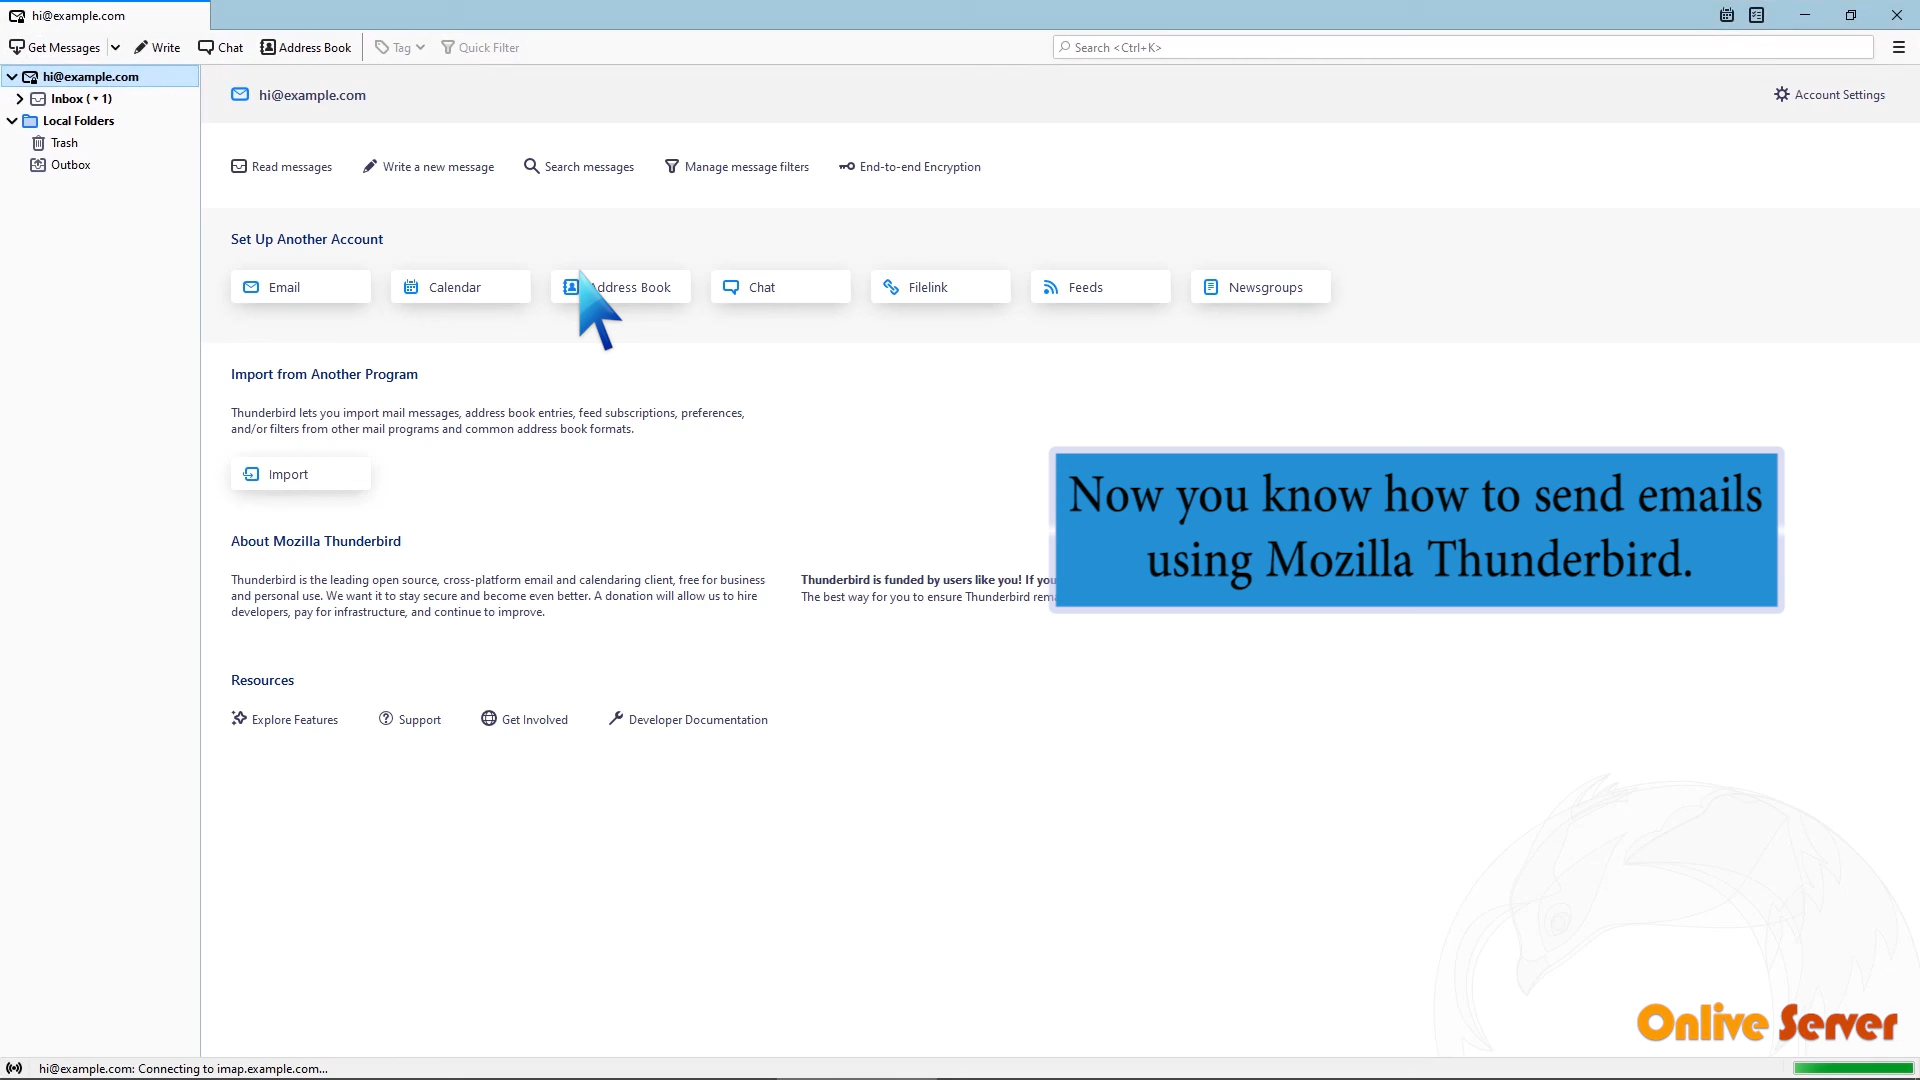 hi@example.com
Get Messages Write Chat Address Book Tag Quick Filter Search <Ctrl+K>
hi@example.com
Inbox ( • 1)
Local Folders
Trash
Outbox
hi@example.com Account Settings
Read messages Write a new message Search messages Manage message filters End-to-end Encryption
Set Up Another Account
Email Calendar Address Book Chat Filelink Feeds Newsgroups
Import from Another Program
Thunderbird lets you import mail messages, address book entries, feed subscriptions, preferences,
and/or filters from other mail programs and common address book formats.
Import
Now you know how to send emails
using Mozilla Thunderbird.
About Mozilla Thunderbird
Thunderbird is the leading open source, cross-platform email and calendaring client, free for business
and personal use. We want it to stay secure and become even better. A donation will allow us to hire
developers, pay for infrastructure, and continue to improve.
Thunderbird is funded by users like you! If you
The best way for you to ensure Thunderbird
Resources
Explore Features Support Get Involved Developer Documentation
Onlive Server
hi@example.com: Connecting to imap.example.com...